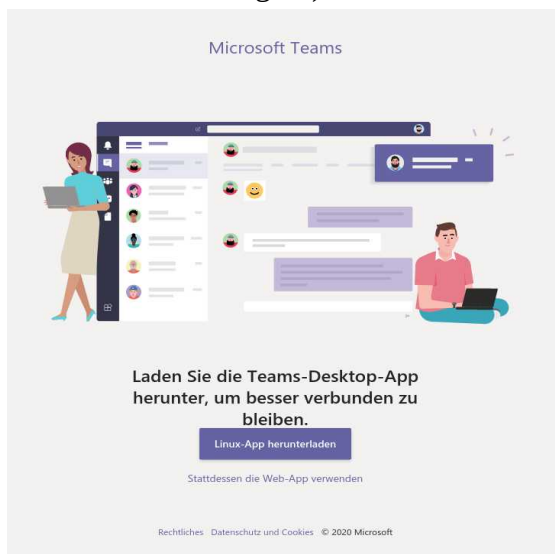 Microsoft Teams
Laden Sie die Teams-Desktop-App
herunter, um besser verbunden zu
bleiben.
Linux-App herunterladen
Stattdessen die Web-App verwenden
Rechtliches Datenschutz und Cookies © 2020 Microsoft